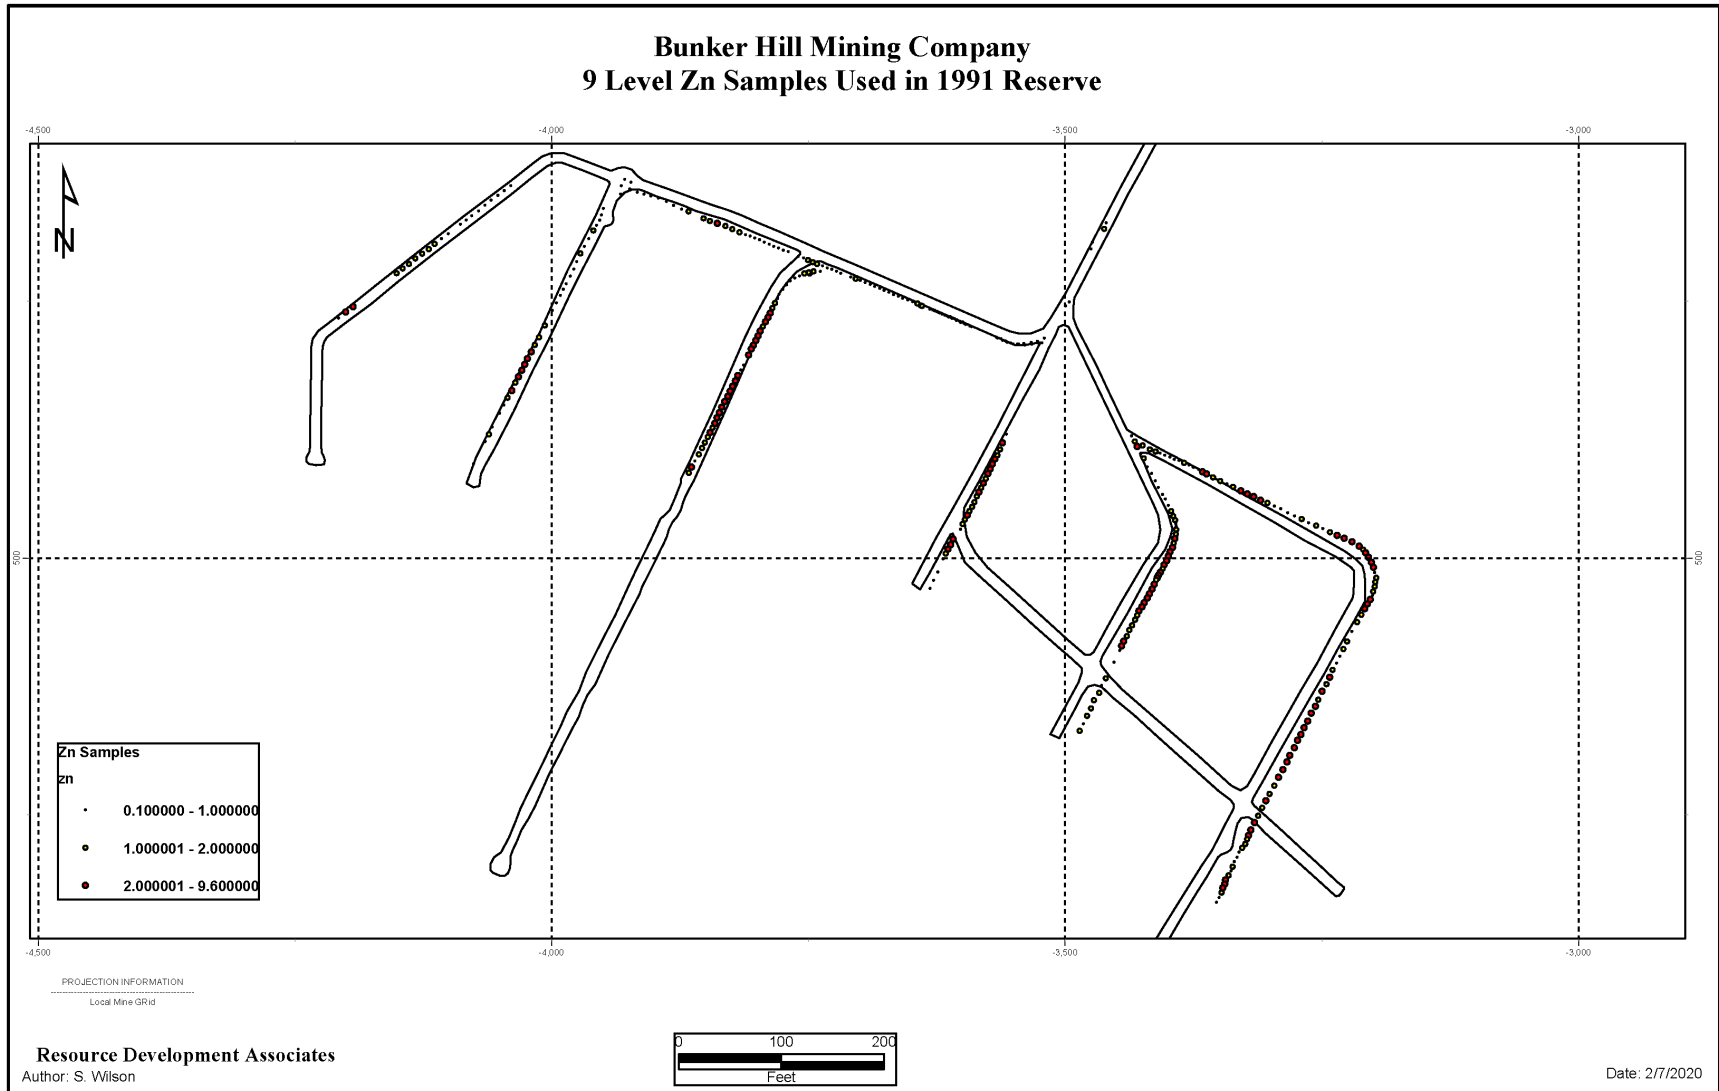 Bunker Hill Mining Company
9 Level Zn Samples Used in 1991 Reserve
-4,500 -4,000 -3,500 -3,000
N
500 500
Zn Samples
zn
0.100000 - 1.000000
1.000001 - 2.000000
2.000001 - 9.600000
-4,500 -4,000 -3,500 -3,000
PROJECTION INFORMATION
Local Mine GRid
0 100 200
Feet
Resource Development Associates
Author: S. Wilson
Date: 2/7/2020